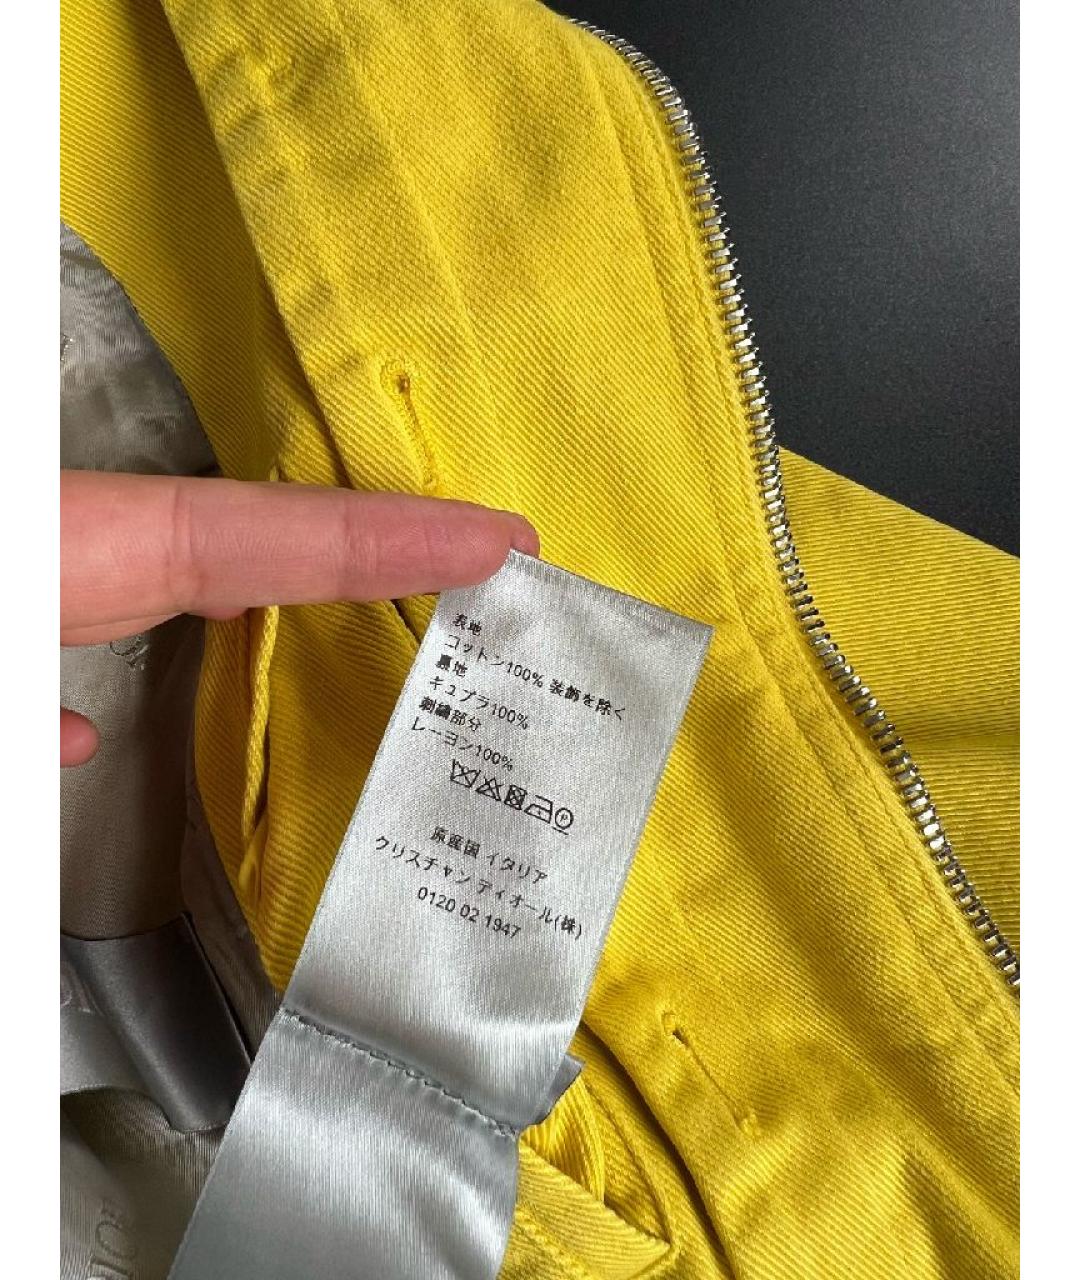 表地
コットン100% 装飾を除く
裏地
キュプラ100%
刺繍部分
レーヨン100%
P
原産国 イタリア
クリスチャン ディオール(株)
0120 02 1947
DIOR